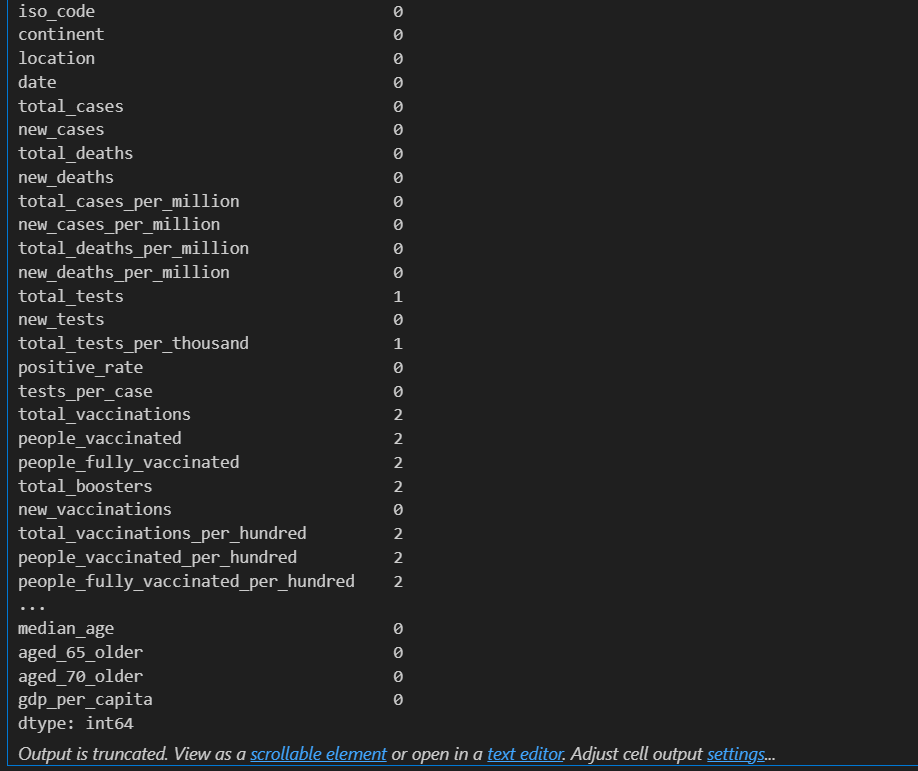 iso_code 0
continent 0
location 0
date 0
total_cases 0
new_cases 0
total_deaths 0
new_deaths 0
total_cases_per_million 0
new_cases_per_million 0
total_deaths_per_million 0
new_deaths_per_million 0
total_tests 1
new_tests 0
total_tests_per_thousand 1
positive_rate 0
tests_per_case 0
total_vaccinations 2
people_vaccinated 2
people_fully_vaccinated 2
total_boosters 2
new_vaccinations 0
total_vaccinations_per_hundred 2
people_vaccinated_per_hundred 2
people_fully_vaccinated_per_hundred 2
...
median_age 0
aged_65_older 0
aged_70_older 0
gdp_per_capita 0
dtype: int64
Output is truncated. View as a scrollable element or open in a text editor. Adjust cell output settings...